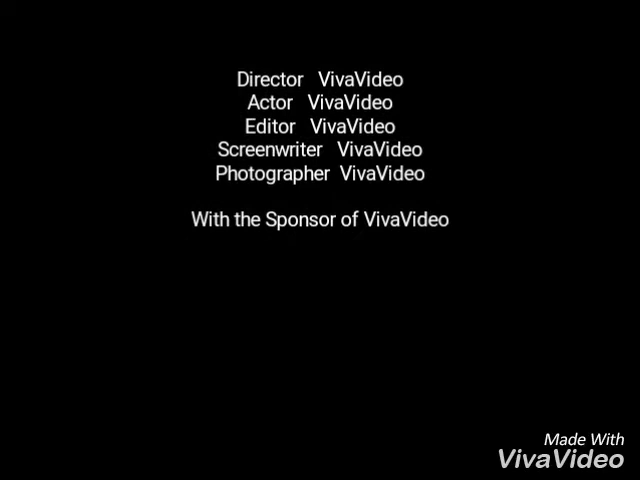 Director VivaVideo
Actor VivaVideo
Editor VivaVideo
Screenwriter VivaVideo
Photographer VivaVideo
With the Sponsor of VivaVideo
Made With
VivaVideo